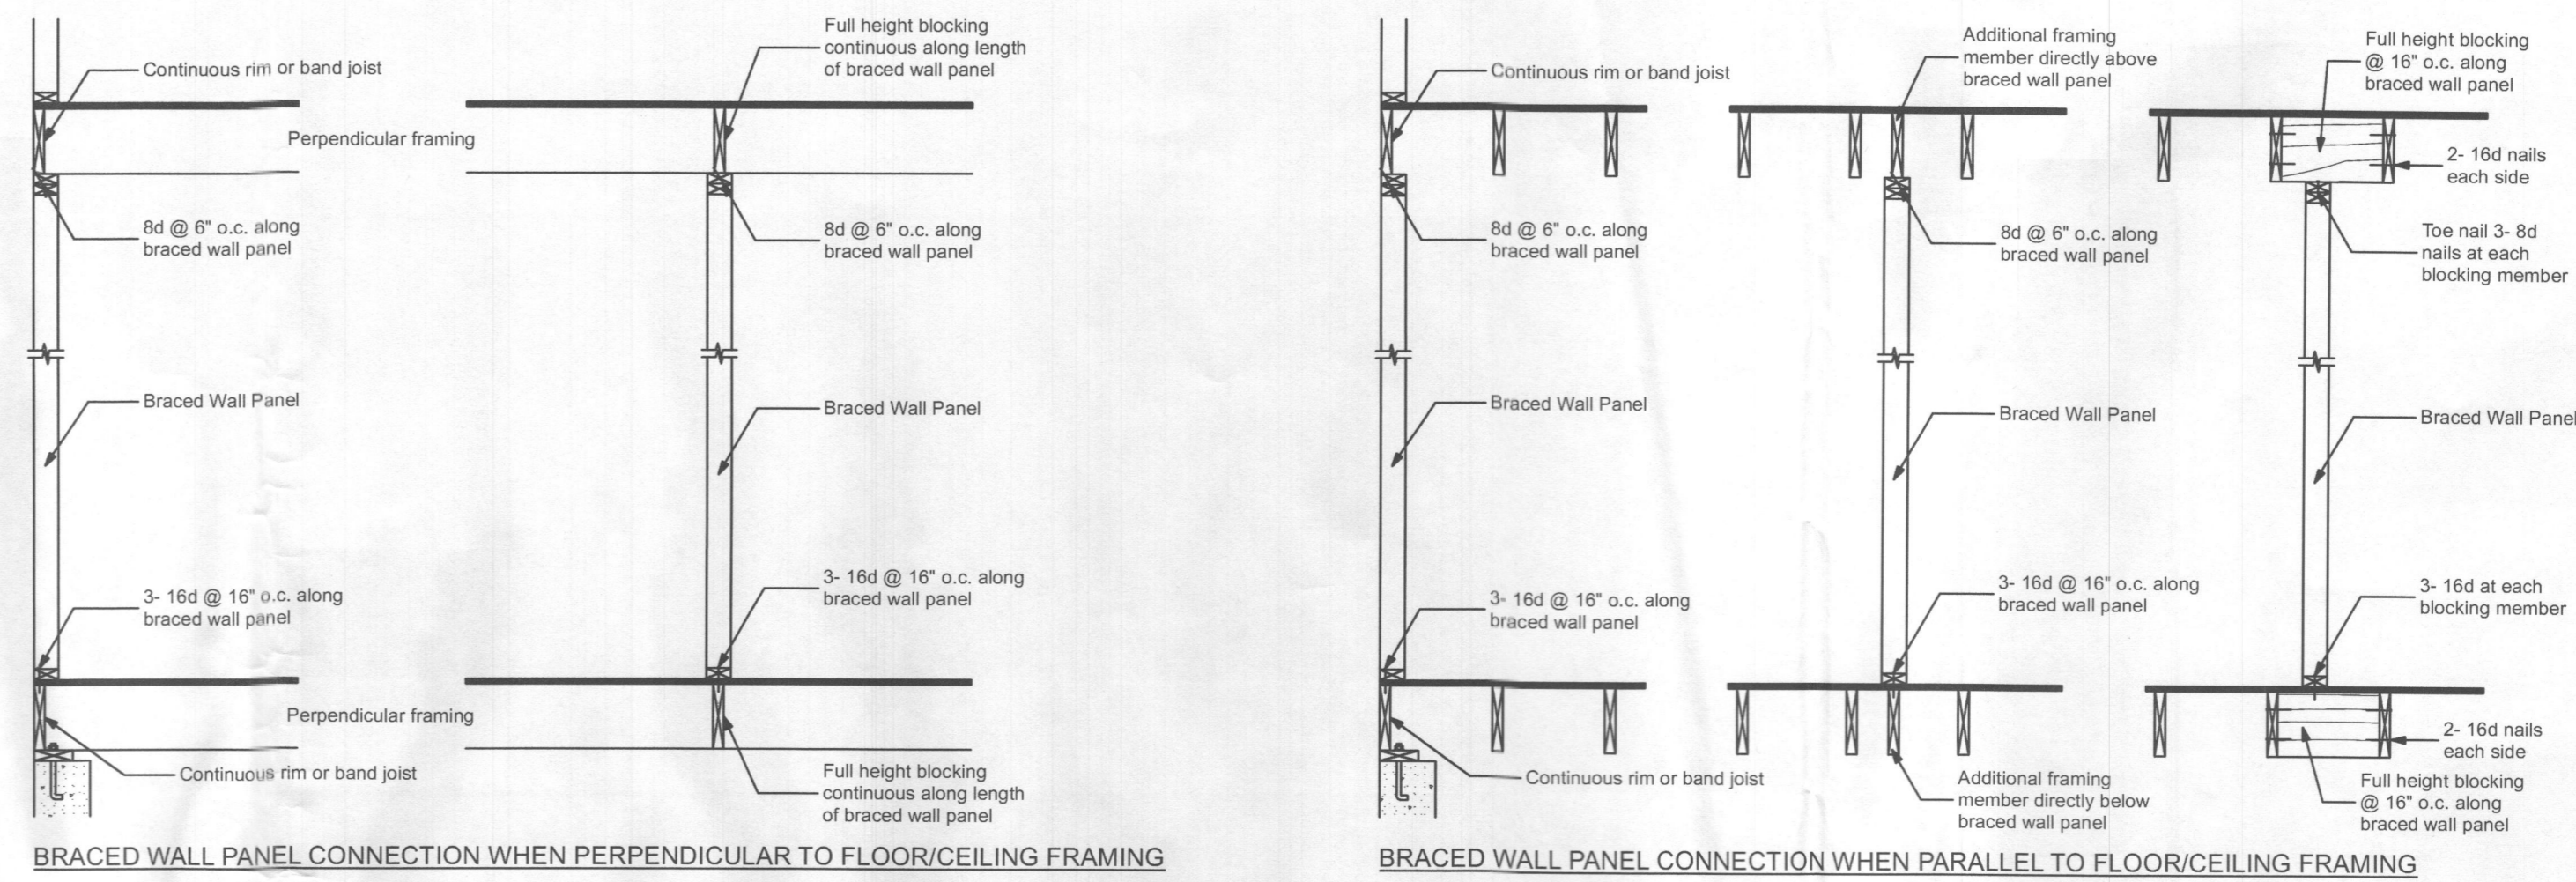 Continuous rim or band joist
Perpendicular framing
8d @ 6" o.c. along
braced wall panel
Braced Wall Panel
3- 16d @ 16" o.c. along
braced wall panel
Perpendicular framing
Continuous rim or band joist
Full height blocking
continuous along length
of braced wall panel
8d @ 6" o.c. along
braced wall panel
Braced Wall Panel
3- 16d @ 16" o.c. along
braced wall panel
Full height blocking
continuous along length
of braced wall panel
BRACED WALL PANEL CONNECTION WHEN PERPENDICULAR TO FLOOR/CEILING FRAMING
Continuous rim or band joist
8d @ 6" o.c. along
braced wall panel
Braced Wall Panel
3- 16d @ 16" o.c. along
braced wall panel
Continuous rim or band joist
Additional framing
member directly above
braced wall panel
8d @ 6" o.c. along
braced wall panel
Braced Wall Panel
3- 16d @ 16" o.c. along
braced wall panel
Additional framing
member directly below
braced wall panel
Full height blocking
@ 16" o.c. along
braced wall panel
2- 16d nails
each side
Toe nail 3- 8d
nails at each
blocking member
Braced Wall Panel
3- 16d at each
blocking member
2- 16d nails
each side
Full height blocking
@ 16" o.c. along
braced wall panel
BRACED WALL PANEL CONNECTION WHEN PARALLEL TO FLOOR/CEILING FRAMING